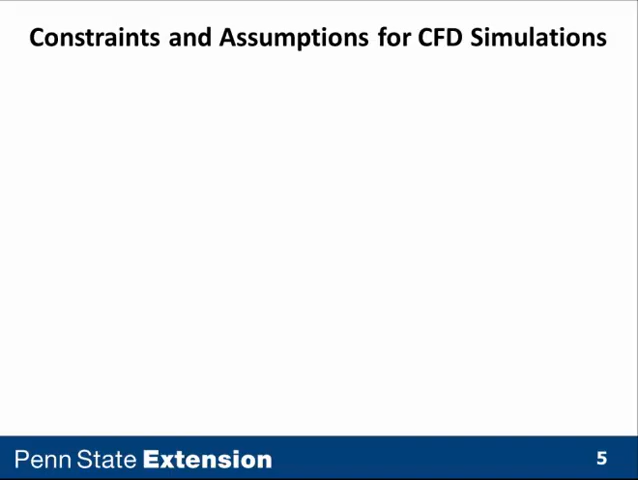 Constraints and Assumptions for CFD Simulations
Penn State Extension
5